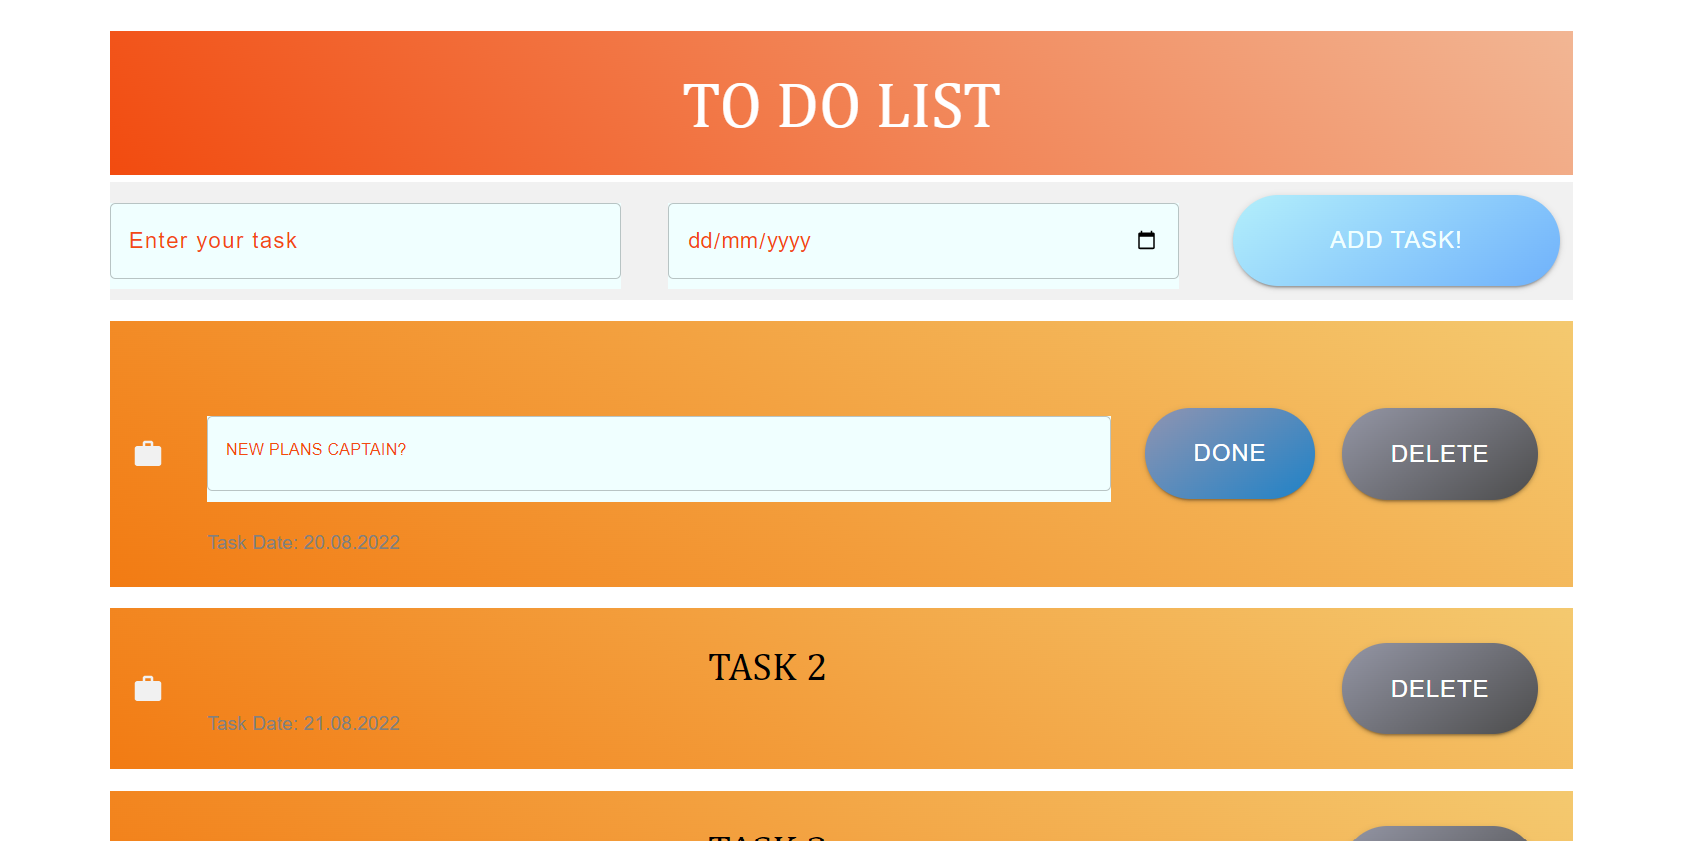 TO DO LIST
Enter your task
dd/mm/yyyy
ADD TASK!
NEW PLANS CAPTAIN?
DONE
DELETE
Task Date: 20.08.2022
TASK 2
DELETE
Task Date: 21.08.2022